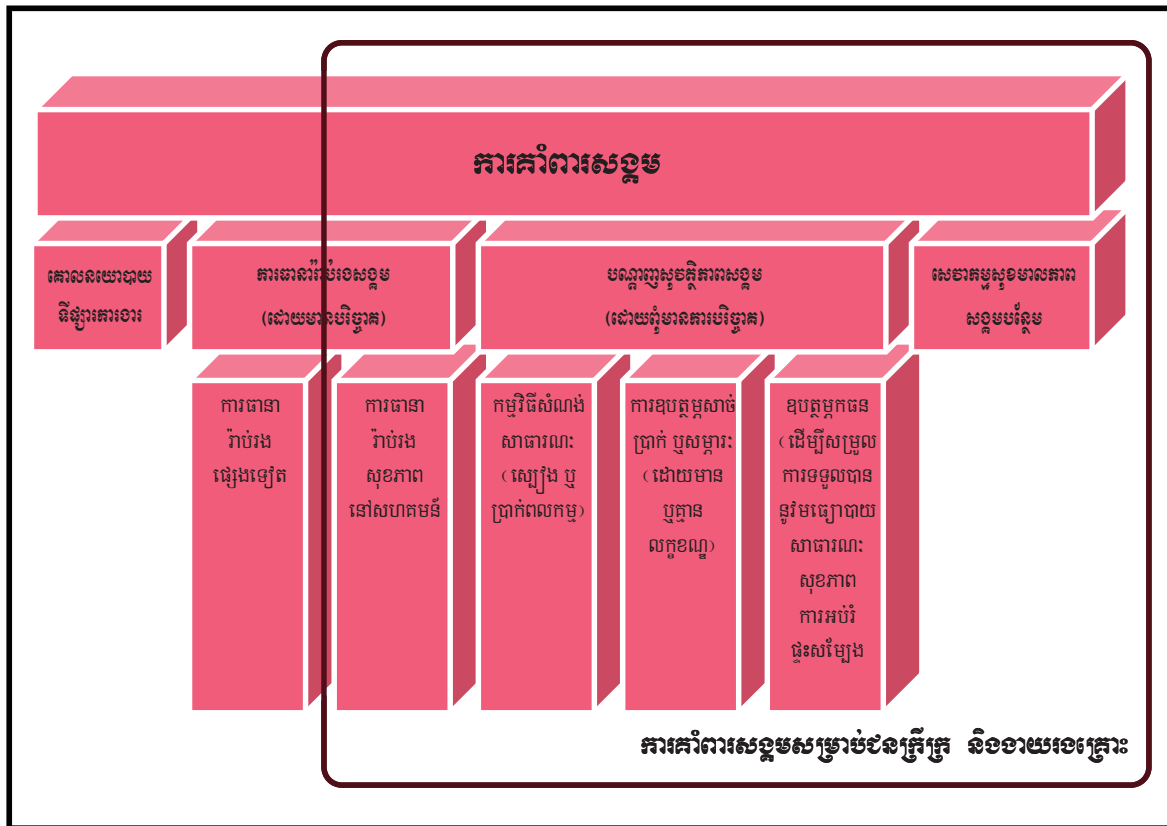 ការគាំពារសង្គម
គោលនយោបាយ
ទីផ្សារការងារ
ការធានារ៉ាប់រងសង្គម
(ដោយមានបរិច្ចាគ)
បណ្តាញសុវត្ថិភាពសង្គម
(ដោយពុំមានការបរិច្ចាគ)
សេវាកម្មសុខមាលភាព
សង្គមបន្ថែម
ការធានា
រ៉ាប់រង
ផ្សេងទៀត
ការធានា
រ៉ាប់រង
សុខភាព
នៅសហគមន៍
កម្មវិធីសំណង់
សាធារណៈ
(ស្បៀង ឬ
ប្រាក់ពលកម្ម)
ការឧបត្ថម្ភសាច់
ប្រាក់ ឬសម្ភារៈ
(ដោយមាន
ឬគ្មាន
លក្ខខណ្ឌ)
ឧបត្ថម្ភកធន
(ដើម្បីសម្រួល
ការទទួលបាន
នូវមធ្យោបាយ
សាធារណៈ
សុខភាព
ការអប់រំ
ផ្ទះសម្បែង
ការគាំពារសង្គមសម្រាប់ជនក្រីក្រ និងងាយរងគ្រោះ